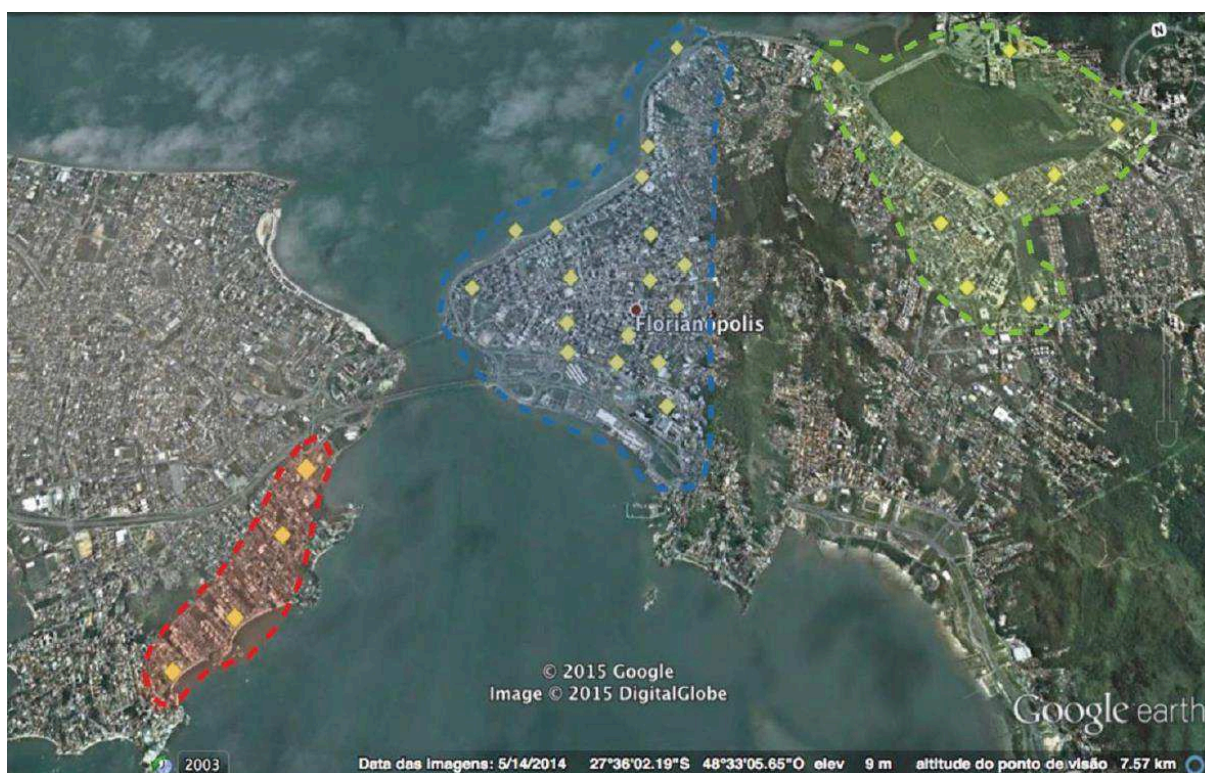 N
Florianópolis
© 2015 Google
Image © 2015 DigitalGlobe
Google earth
2003
Data das imagens: 5/14/2014 27°36'02.19"S 48°33'05.65"O elev 9 m altitude do ponto de visão 7.57 km